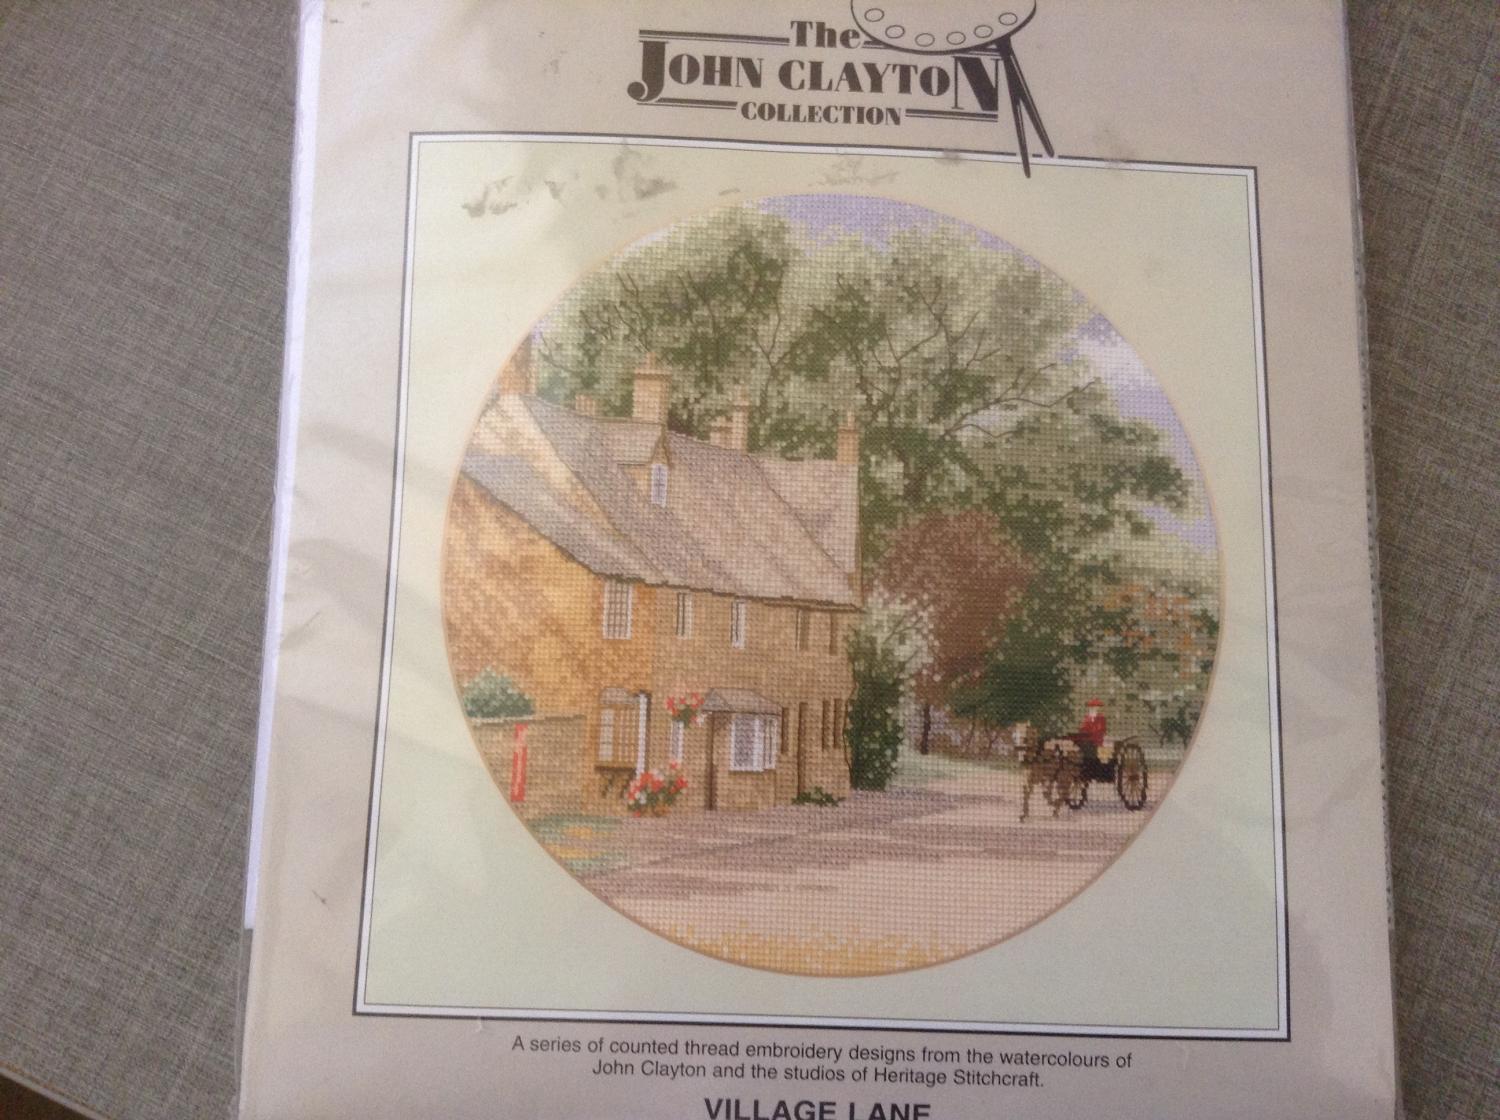 The
JOHN CLAYTON
COLLECTION
A series of counted thread embroidery designs from the watercolours of
John Clayton and the studios of Heritage Stitchcraft.
VILLAGE LANE